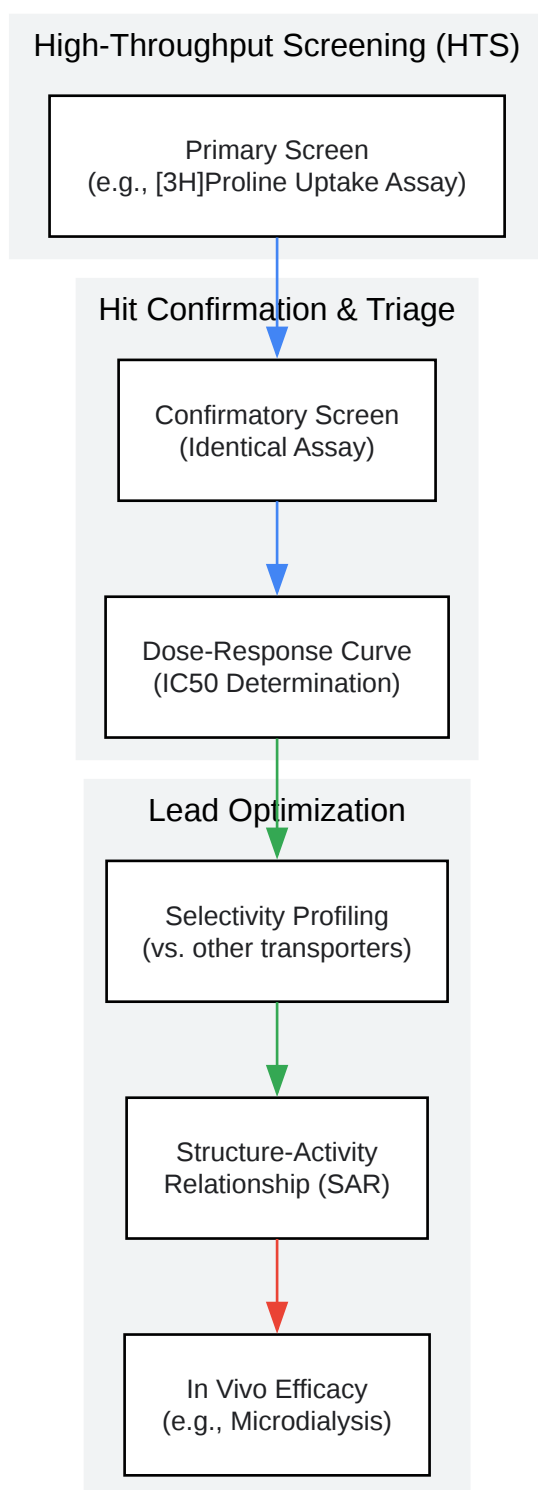 High-Throughput Screening (HTS)
Primary Screen
(e.g., [3H]Proline Uptake Assay)
Hit Confirmation & Triage
Confirmatory Screen
(Identical Assay)
Dose-Response Curve
(IC50 Determination)
Lead Optimization
Selectivity Profiling
(vs. other transporters)
Structure-Activity
Relationship (SAR)
In Vivo Efficacy
(e.g., Microdialysis)